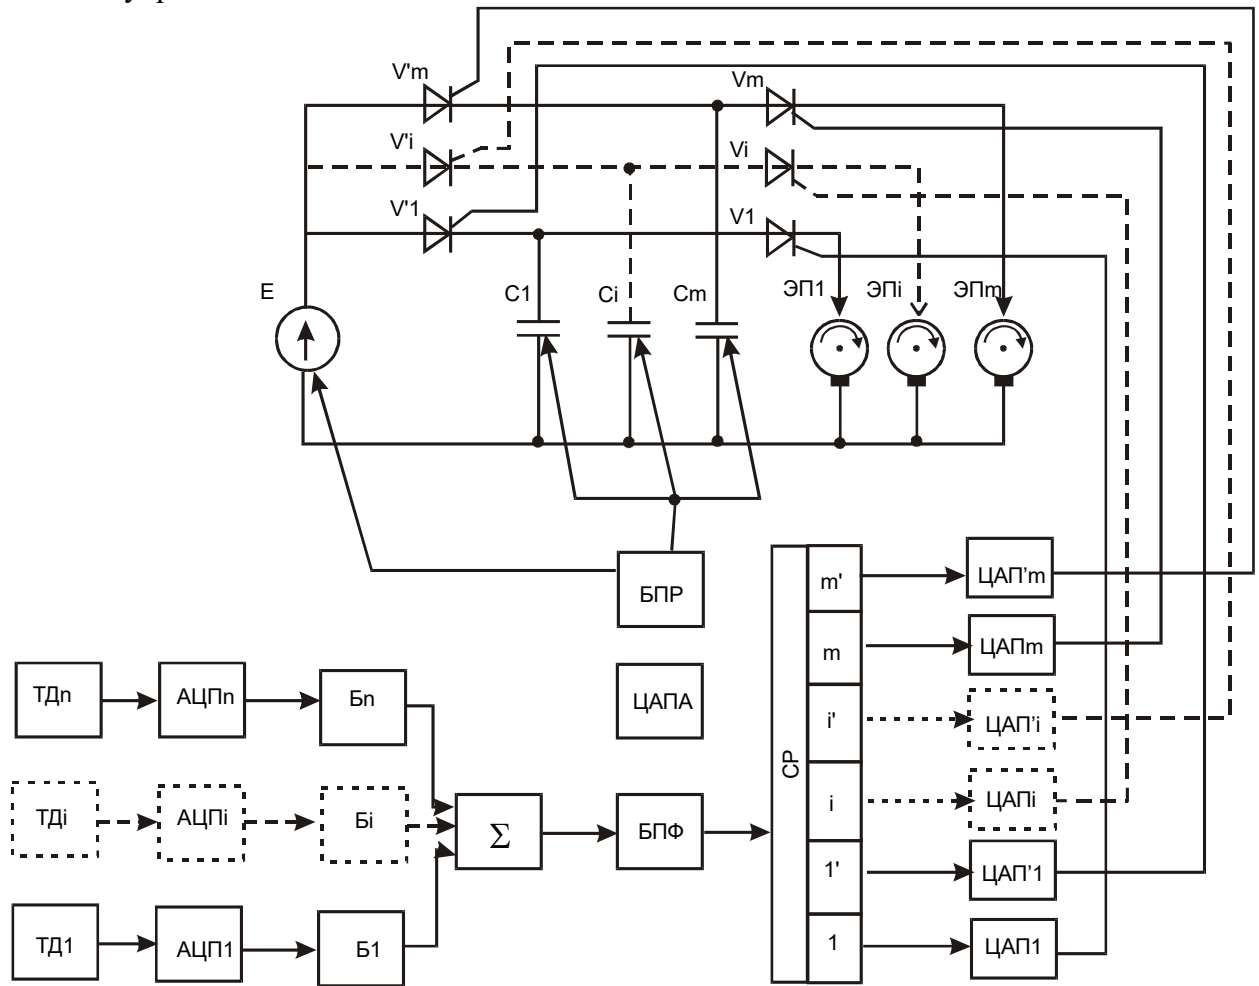 V'm
Vm
V'i
Vi
V'1
V1
E
C1
Ci
Cm
ЭП1
ЭПi
ЭПm
БПР
m'
ЦАП’m
m
ЦАПm
ТДn
АЦПn
Бn
ЦАПА
i'
ЦАП’i
СР
ТДi
АЦПi
Бi
Σ
БПФ
i
ЦАПi
1'
ЦАП’1
ТД1
АЦП1
Б1
1
ЦАП1